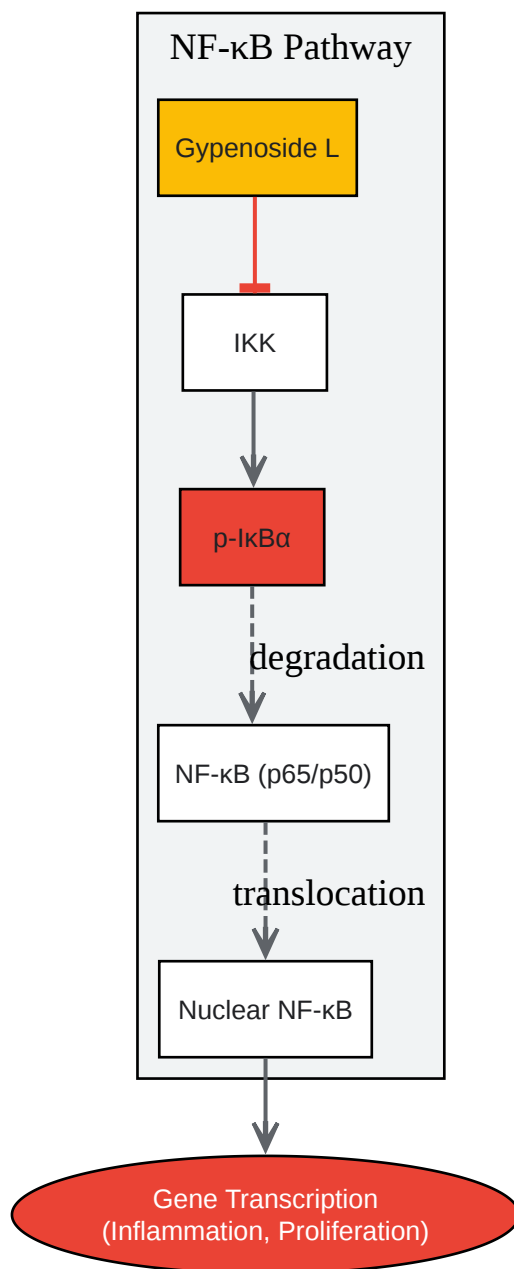 NF-κB Pathway
Gypenoside L
IKK
p-IκBα
degradation
NF-κB (p65/p50)
translocation
Nuclear NF-κB
Gene Transcription
(Inflammation, Proliferation)